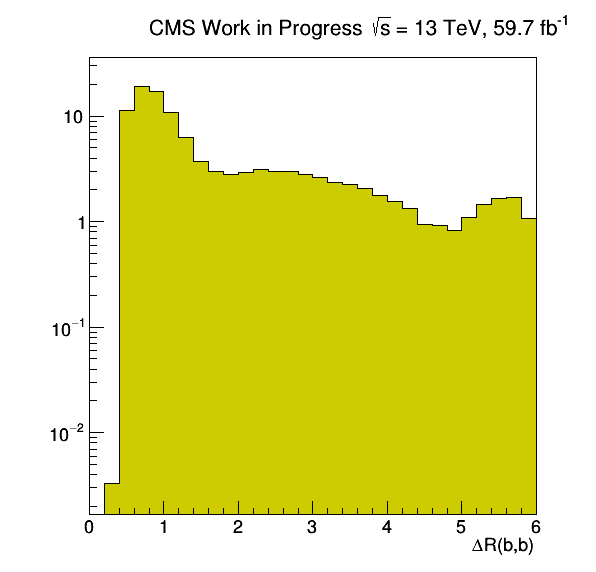 CMS Work in Progress √s = 13 TeV, 59.7 fb⁻¹
10
1
10⁻¹
10⁻²
0 1 2 3 4 5 6
ΔR(b,b)